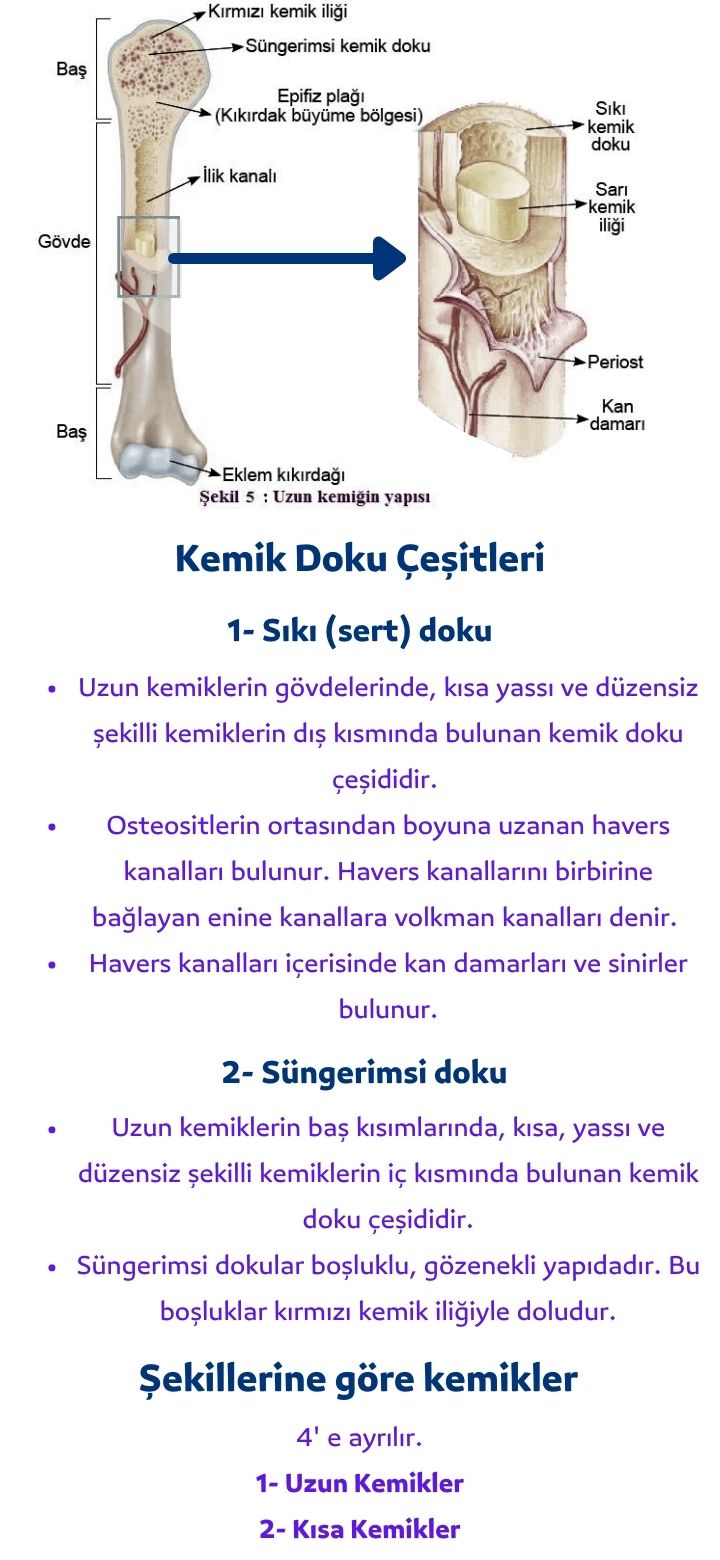 Kırmızı kemik iliği
Süngerimsi kemik doku
Baş
Epifiz plağı
(Kıkırdak büyüme bölgesi)
İlik kanalı
Gövde
Baş
Eklem kıkırdağı
Sıkı
kemik
doku
Sarı
kemik
iliği
Periost
Kan
damarı
Şekil 5 : Uzun kemiğin yapısı
Kemik Doku Çeşitleri
1- Sıkı (sert) doku
• Uzun kemiklerin gövdelerinde, kısa yassı ve düzensiz
şekilli kemiklerin dış kısmında bulunan kemik doku
çeşididir.
• Osteositlerin ortasından boyuna uzanan havers
kanalları bulunur. Havers kanallarını birbirine
bağlayan enine kanallara volkman kanalları denir.
• Havers kanalları içerisinde kan damarları ve sinirler
bulunur.
2- Süngerimsi doku
• Uzun kemiklerin baş kısımlarında, kısa, yassı ve
düzensiz şekilli kemiklerin iç kısmında bulunan kemik
doku çeşididir.
• Süngerimsi dokular boşluklu, gözenekli yapıdadır. Bu
boşluklar kırmızı kemik iliğiyle doludur.
Şekillerine göre kemikler
4' e ayrılır.
1- Uzun Kemikler
2- Kısa Kemikler